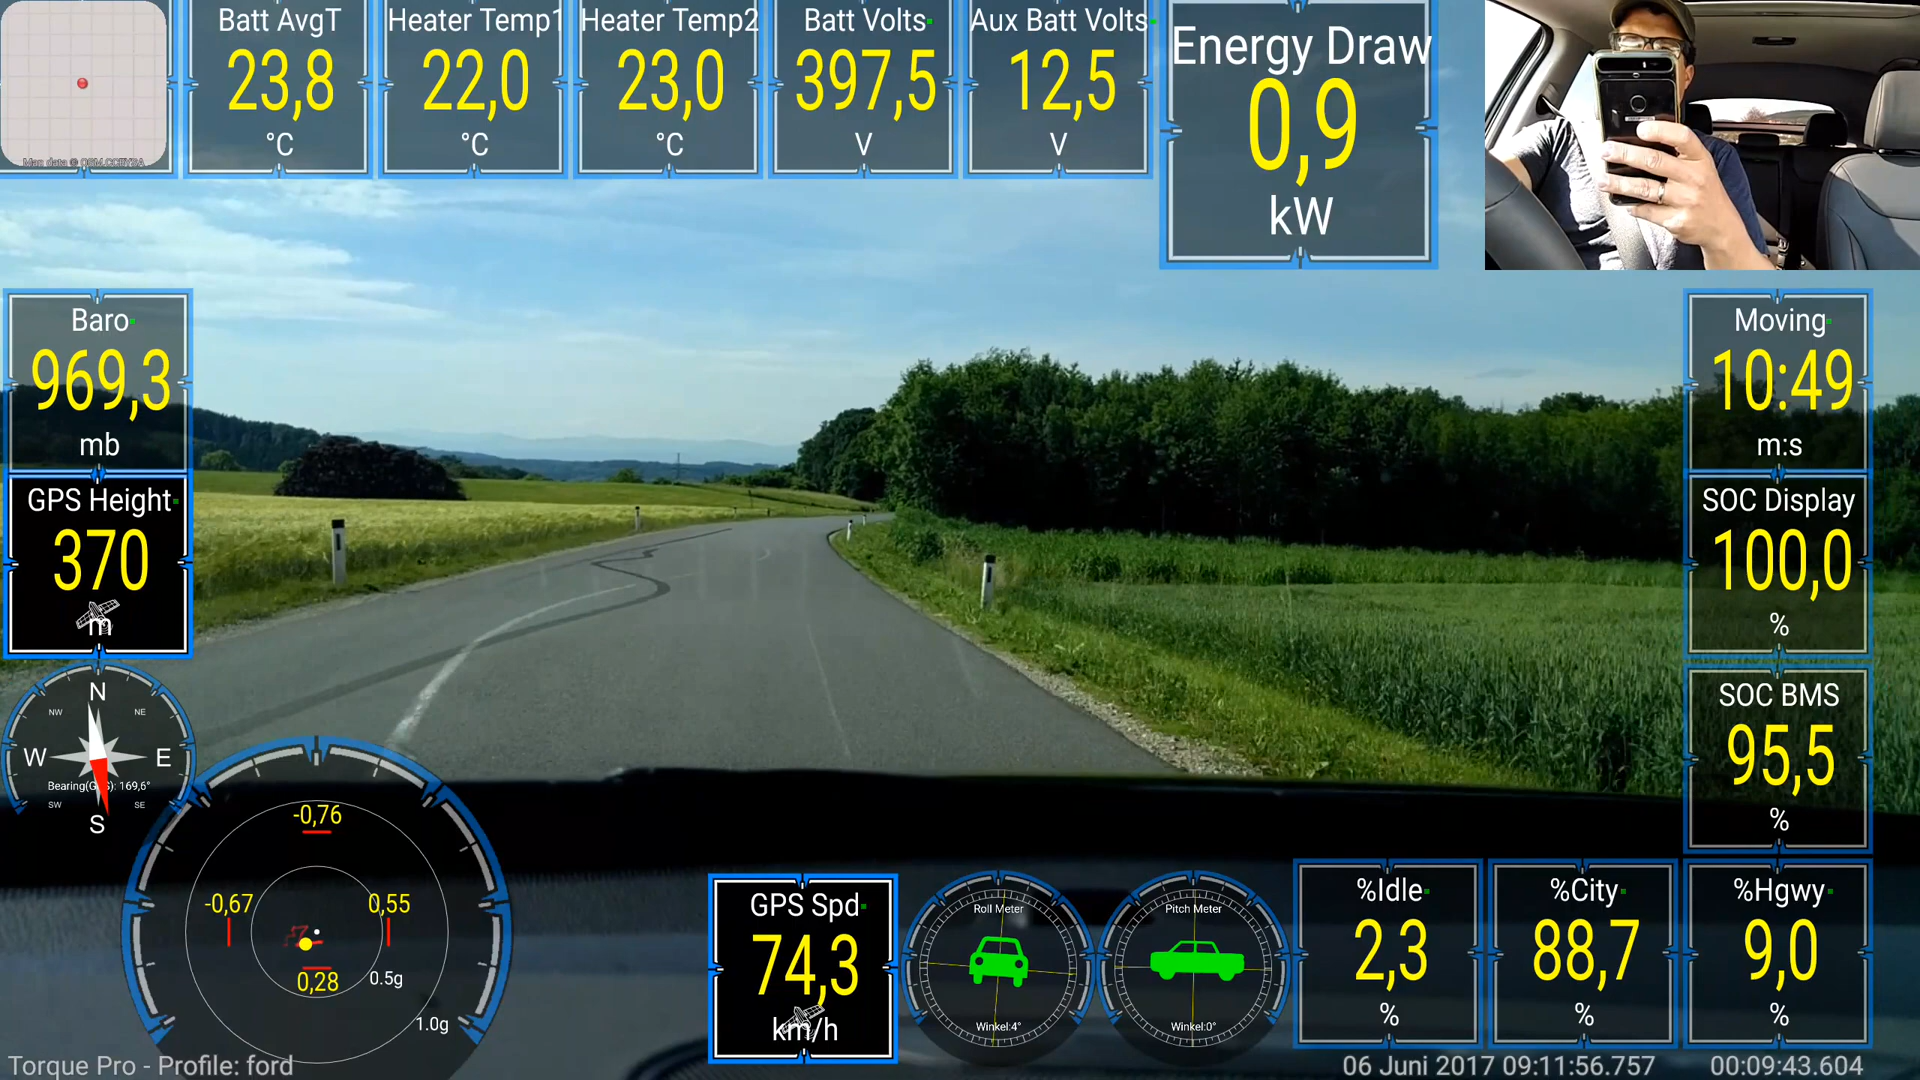 Batt AvgT
23,8
°C
Heater Temp1
22,0
°C
Heater Temp2
23,0
°C
Batt Volts
397,5
V
Aux Batt Volts
12,5
V
Energy Draw
0,9
kW
Baro
969,3
mb
GPS Height
370
m
Moving
10:49
m:s
SOC Display
100,0
%
SOC BMS
95,5
%
N
NW
NE
W
E
Bearing(GPS): 169,6°
SW
SE
S
-0,76
-0,67
0,55
0,28
0.5g
1.0g
GPS Spd
74,3
km/h
Roll Meter
Winkel:4°
Pitch Meter
Winkel:0°
%Idle
2,3
%
%City
88,7
%
%Hgwy
9,0
%
Torque Pro - Profile: ford
06 Juni 2017 09:11:56.757
00:09:43.604